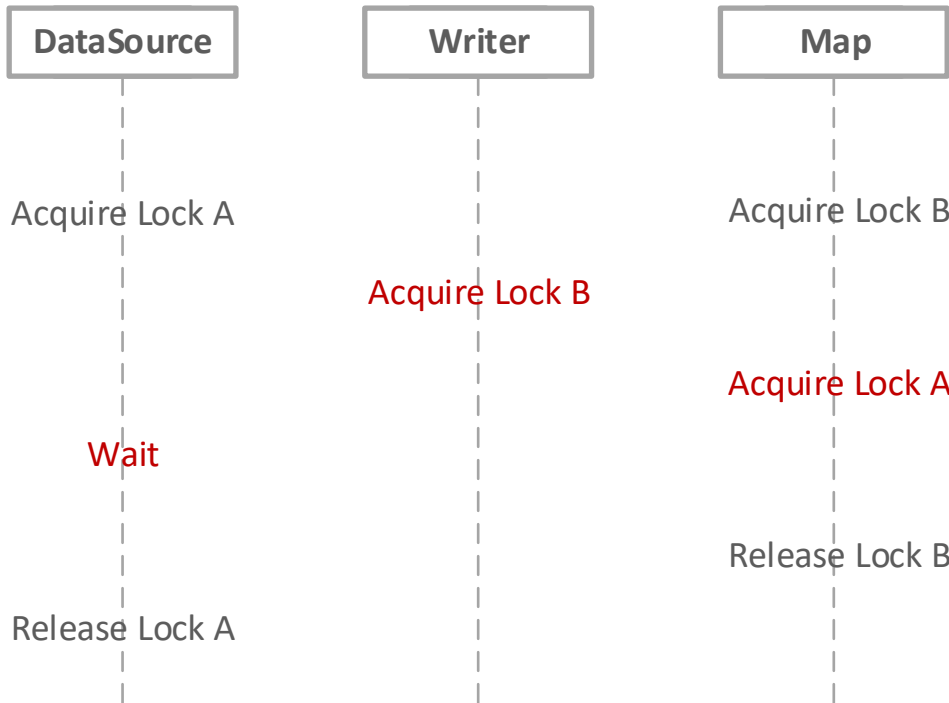 DataSource
Writer
Map
Acquire Lock A
Acquire Lock B
Acquire Lock B
Acquire Lock A
Wait
Release Lock B
Release Lock A